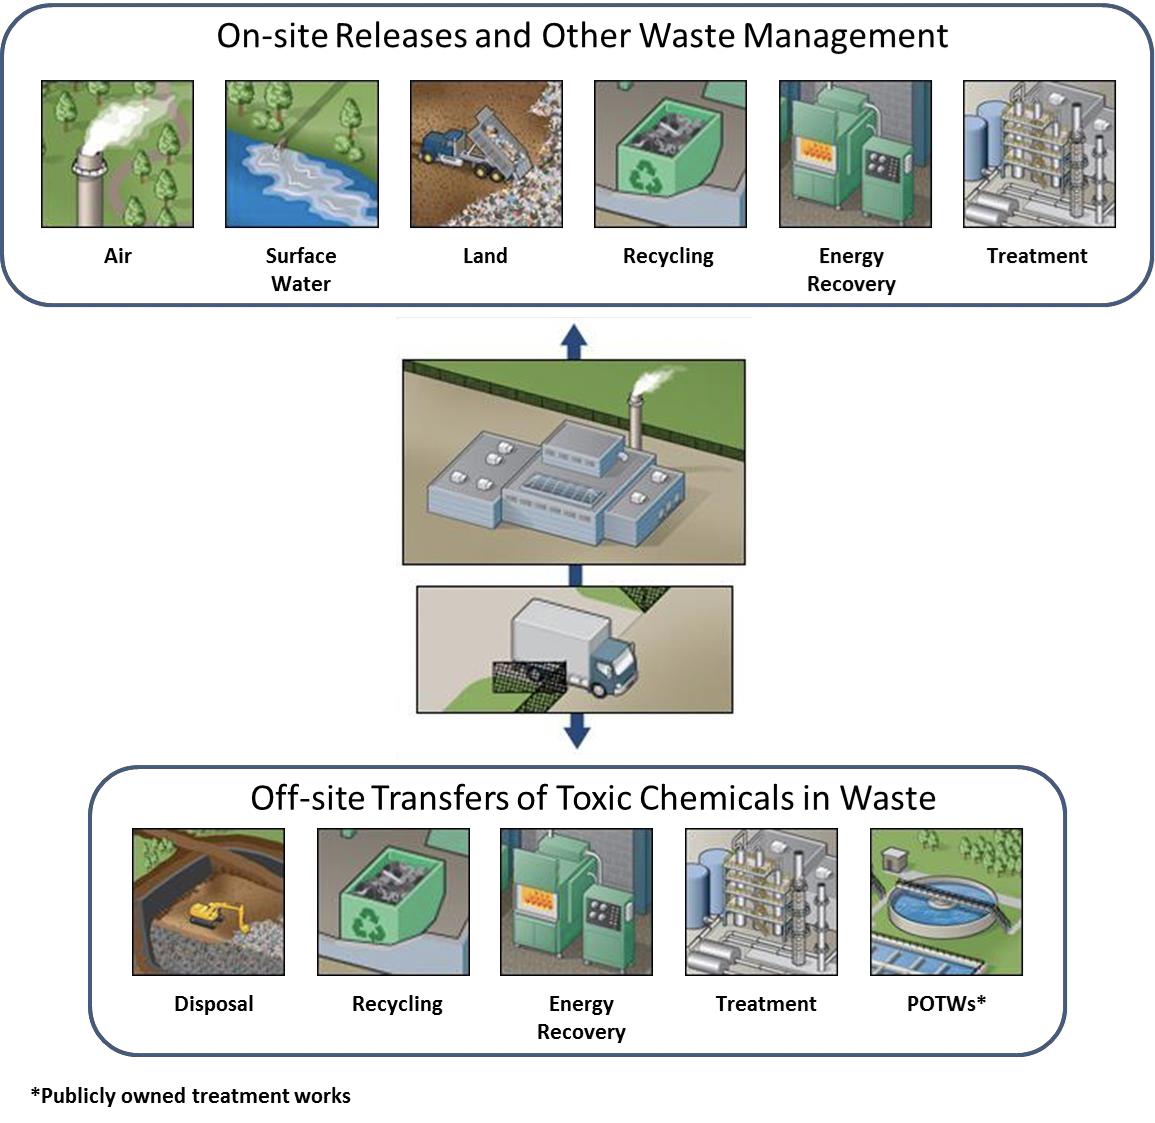 On-site Releases and Other Waste Management
Air
Surface
Water
Land
Recycling
Energy
Recovery
Treatment
Off-site Transfers of Toxic Chemicals in Waste
Disposal
Recycling
Energy
Recovery
Treatment
POTWs*
*Publicly owned treatment works